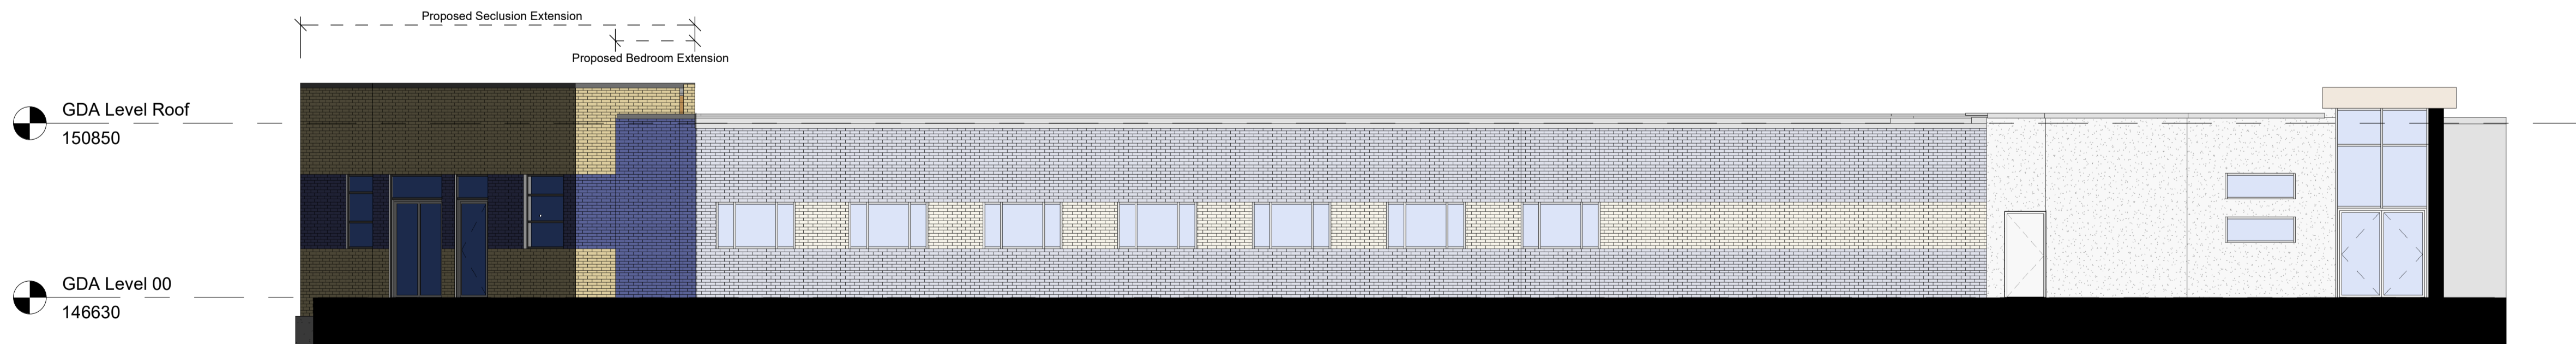 Proposed Seclusion Extension
Proposed Bedroom Extension
GDA Level Roof
150850
GDA Level 00
146630